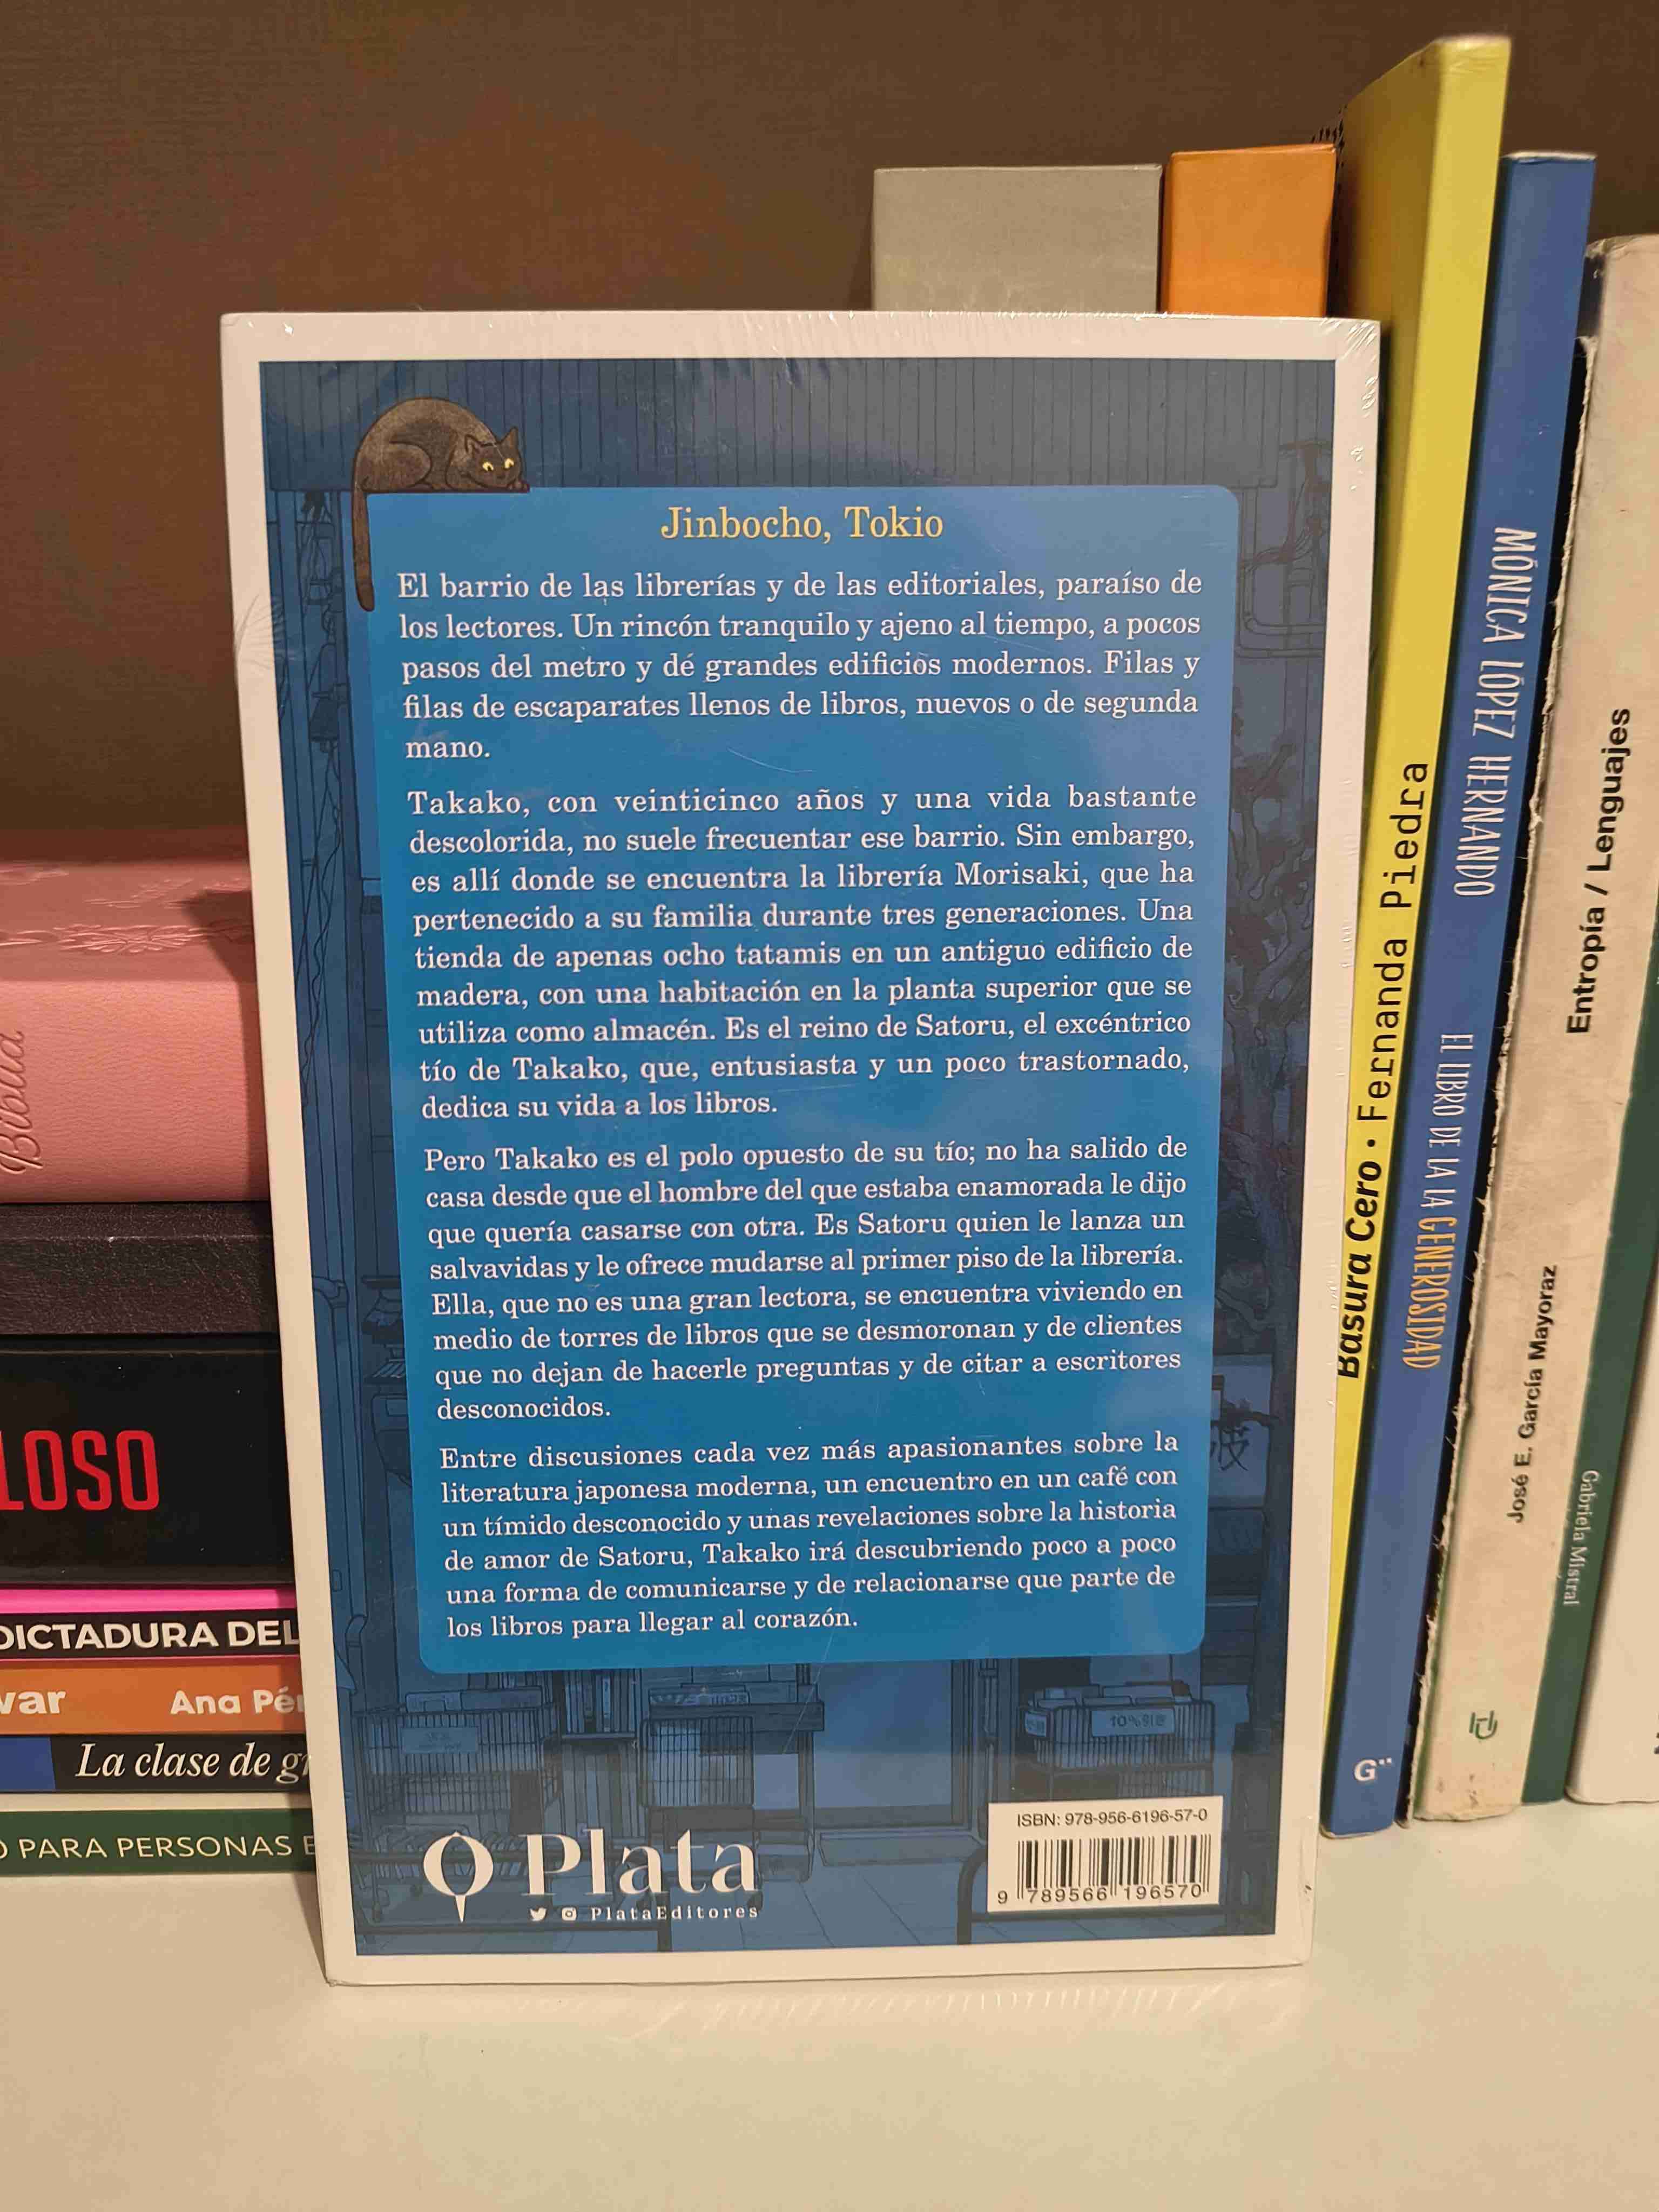 Jinbocho, Tokio
El barrio de las librerías y de las editoriales, paraíso de
los lectores. Un rincón tranquilo y ajeno al tiempo, a pocos
pasos del metro y de grandes edificios modernos. Filas y
filas de escaparates llenos de libros, nuevos o de segunda
mano.
Takako, con veinticinco años y una vida bastante
descolorida, no suele frecuentar ese barrio. Sin embargo,
es allí donde se encuentra la librería Morisaki, que ha
pertenecido a su familia durante tres generaciones. Una
tienda de apenas ocho tatamis en un antiguo edificio de
madera, con una habitación en la planta superior que se
utiliza como almacén. Es el reino de Satoru, el excéntrico
tío de Takako, que, entusiasta y un poco trastornado,
dedica su vida a los libros.
Pero Takako es el polo opuesto de su tío; no ha salido de
casa desde que el hombre del que estaba enamorada le dijo
que quería casarse con otra. Es Satoru quien le lanza un
salvavidas y le ofrece mudarse al primer piso de la librería.
Ella, que no es una gran lectora, se encuentra viviendo en
medio de torres de libros que se desmoronan y de clientes
que no dejan de hacerle preguntas y de citar a escritores
desconocidos.
Entre discusiones cada vez más apasionantes sobre la
literatura japonesa moderna, un encuentro en un café con
un tímido desconocido y unas revelaciones sobre la historia
de amor de Satoru, Takako irá descubriendo poco a poco
una forma de comunicarse y de relacionarse que parte de
los libros para llegar al corazón.
Plata
PlataEditores
ISBN: 978-956-6196-57-0
9 789566 196570
Biblia
LOSO
DICTADURA DEL
var Ana Pé
La clase de g
O PARA PERSONAS E
Basura Cero • Fernanda Piedra
MÓNICA LÓPEZ HERNANDO
EL LIBRO DE LA LA GENEROSIDAD
G
Entropía / Lenguajes
José E. García Mayoraz
Gabriela Mistral